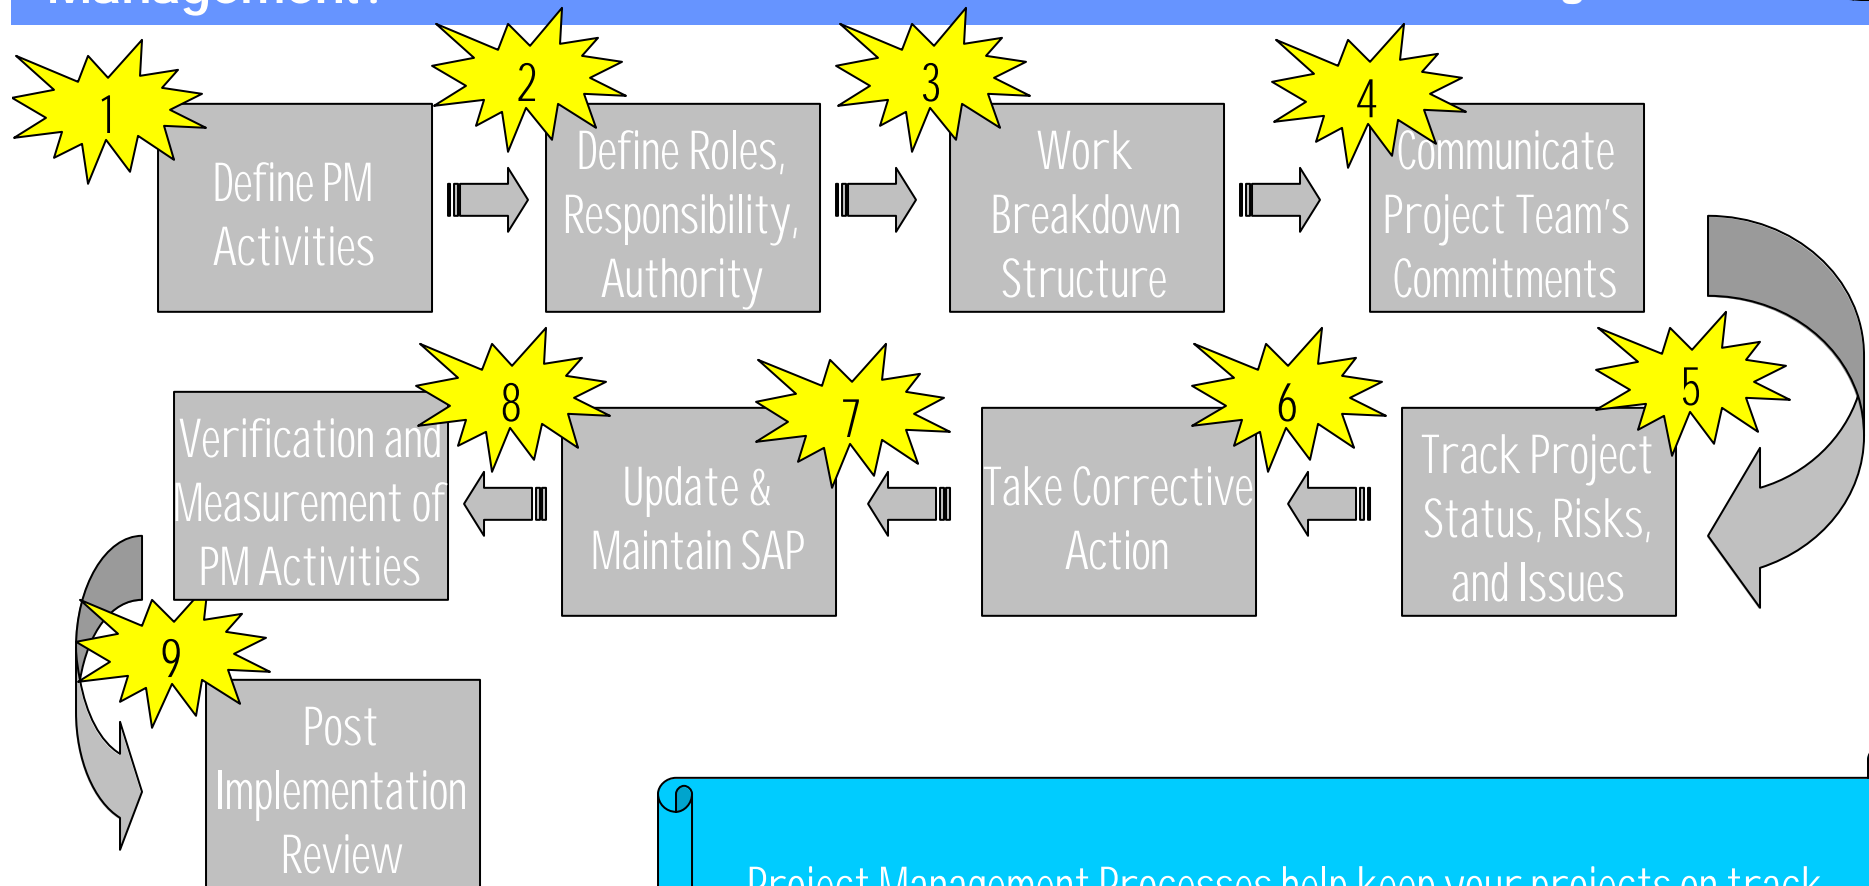 1
Define PM
Activities
2
Define Roles,
Responsibility,
Authority
3
Work
Breakdown
Structure
4
Communicate
Project Team's
Commitments
5
Track Project
Status, Risks,
and Issues
6
Take Corrective
Action
7
Update &
Maintain SAP
8
Verification and
Measurement of
PM Activities
9
Post
Implementation
Review
Project Management Processes help keep your projects on track